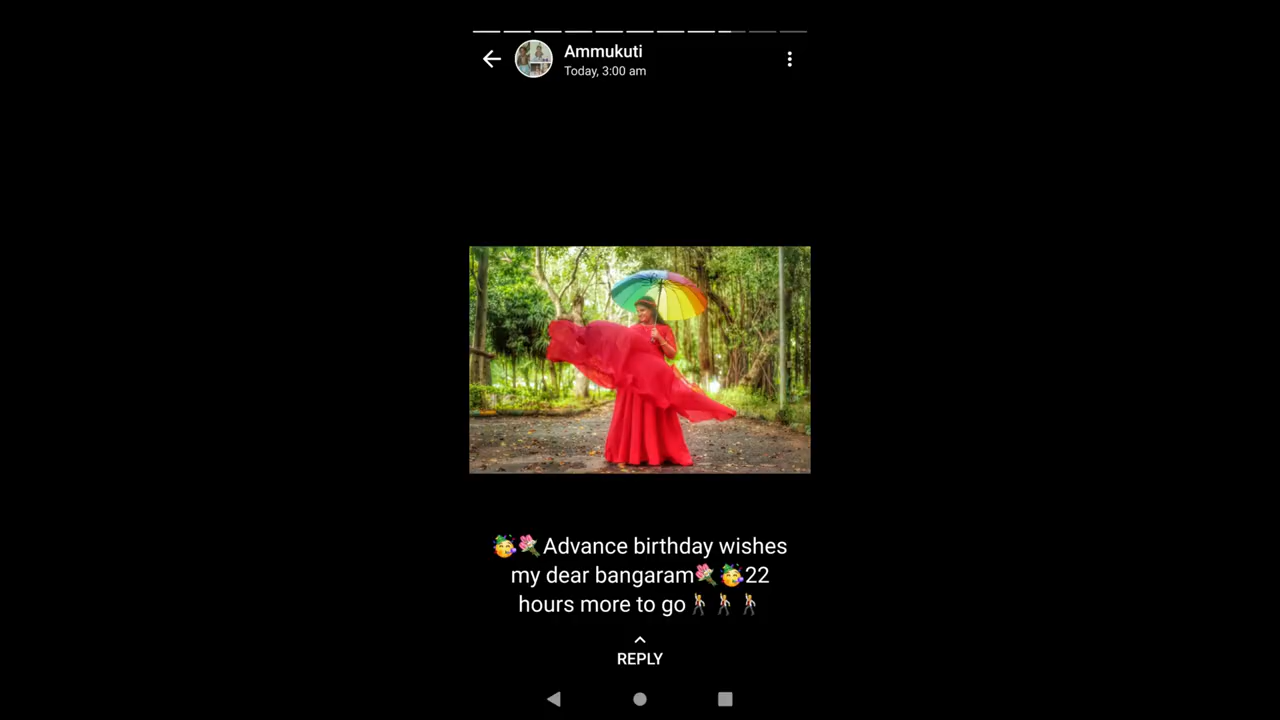 Ammukuti
Today, 3:00 am
🥳💐Advance birthday wishes
my dear bangaram💐🥳22
hours more to go🕺🕺🕺
REPLY